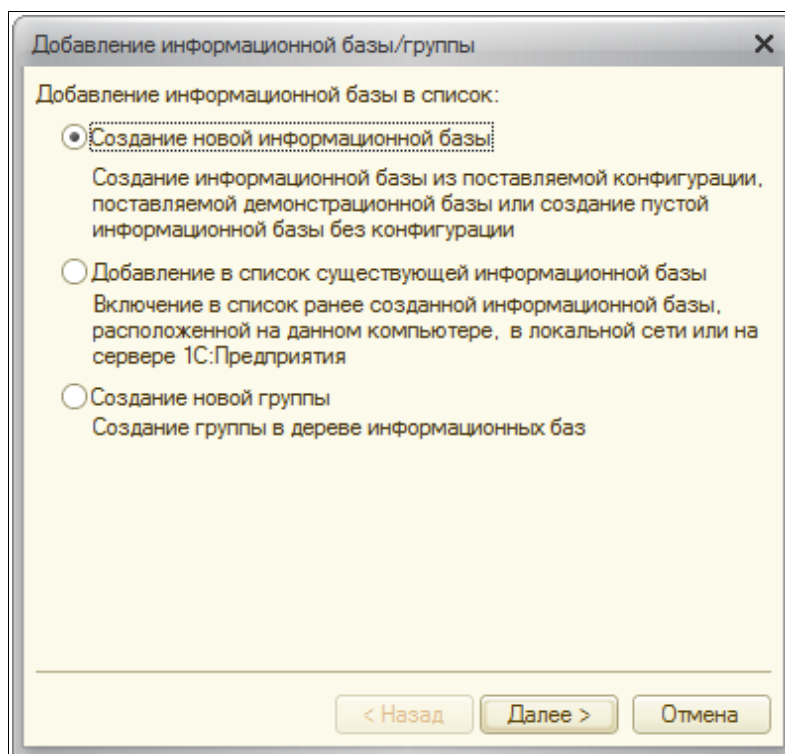 Добавление информационной базы/группы
Добавление информационной базы в список:
Создание новой информационной базы
Создание информационной базы из поставляемой конфигурации,
поставляемой демонстрационной базы или создание пустой
информационной базы без конфигурации
Добавление в список существующей информационной базы
Включение в список ранее созданной информационной базы,
расположенной на данном компьютере, в локальной сети или на
сервере 1С:Предприятия
Создание новой группы
Создание группы в дереве информационных баз
< Назад Далее > Отмена